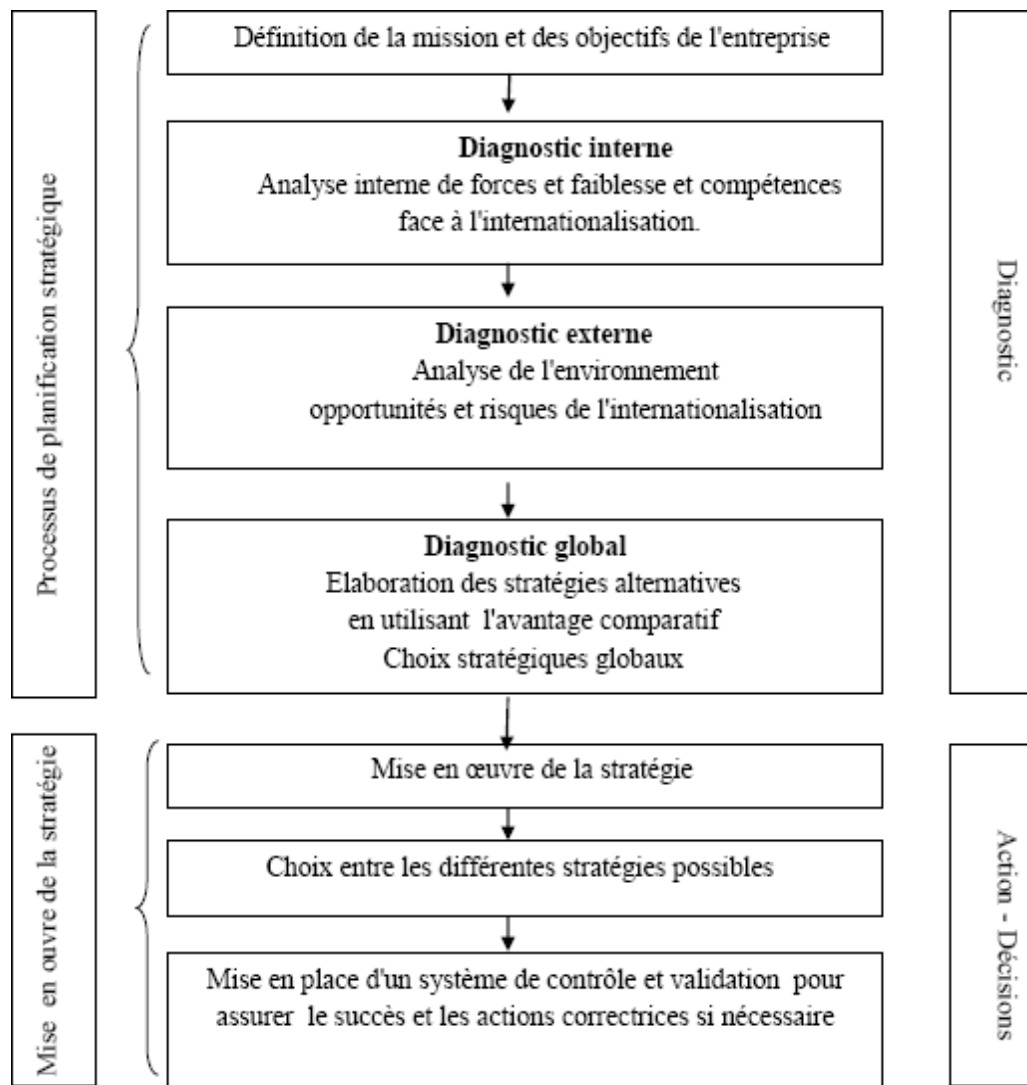 Définition de la mission et des objectifs de l'entreprise
Diagnostic interne
Analyse interne de forces et faiblesse et compétences
face à l'internationalisation.
Diagnostic externe
Analyse de l'environnement
opportunités et risques de l'internationalisation
Diagnostic global
Elaboration des stratégies alternatives
en utilisant l'avantage comparatif
Choix stratégiques globaux
Processus de planification stratégique
Diagnostic
Mise en œuvre de la stratégie
Choix entre les différentes stratégies possibles
Mise en place d'un système de contrôle et validation pour
assurer le succès et les actions correctrices si nécessaire
Mise en ouvre de la stratégie
Action - Décisions